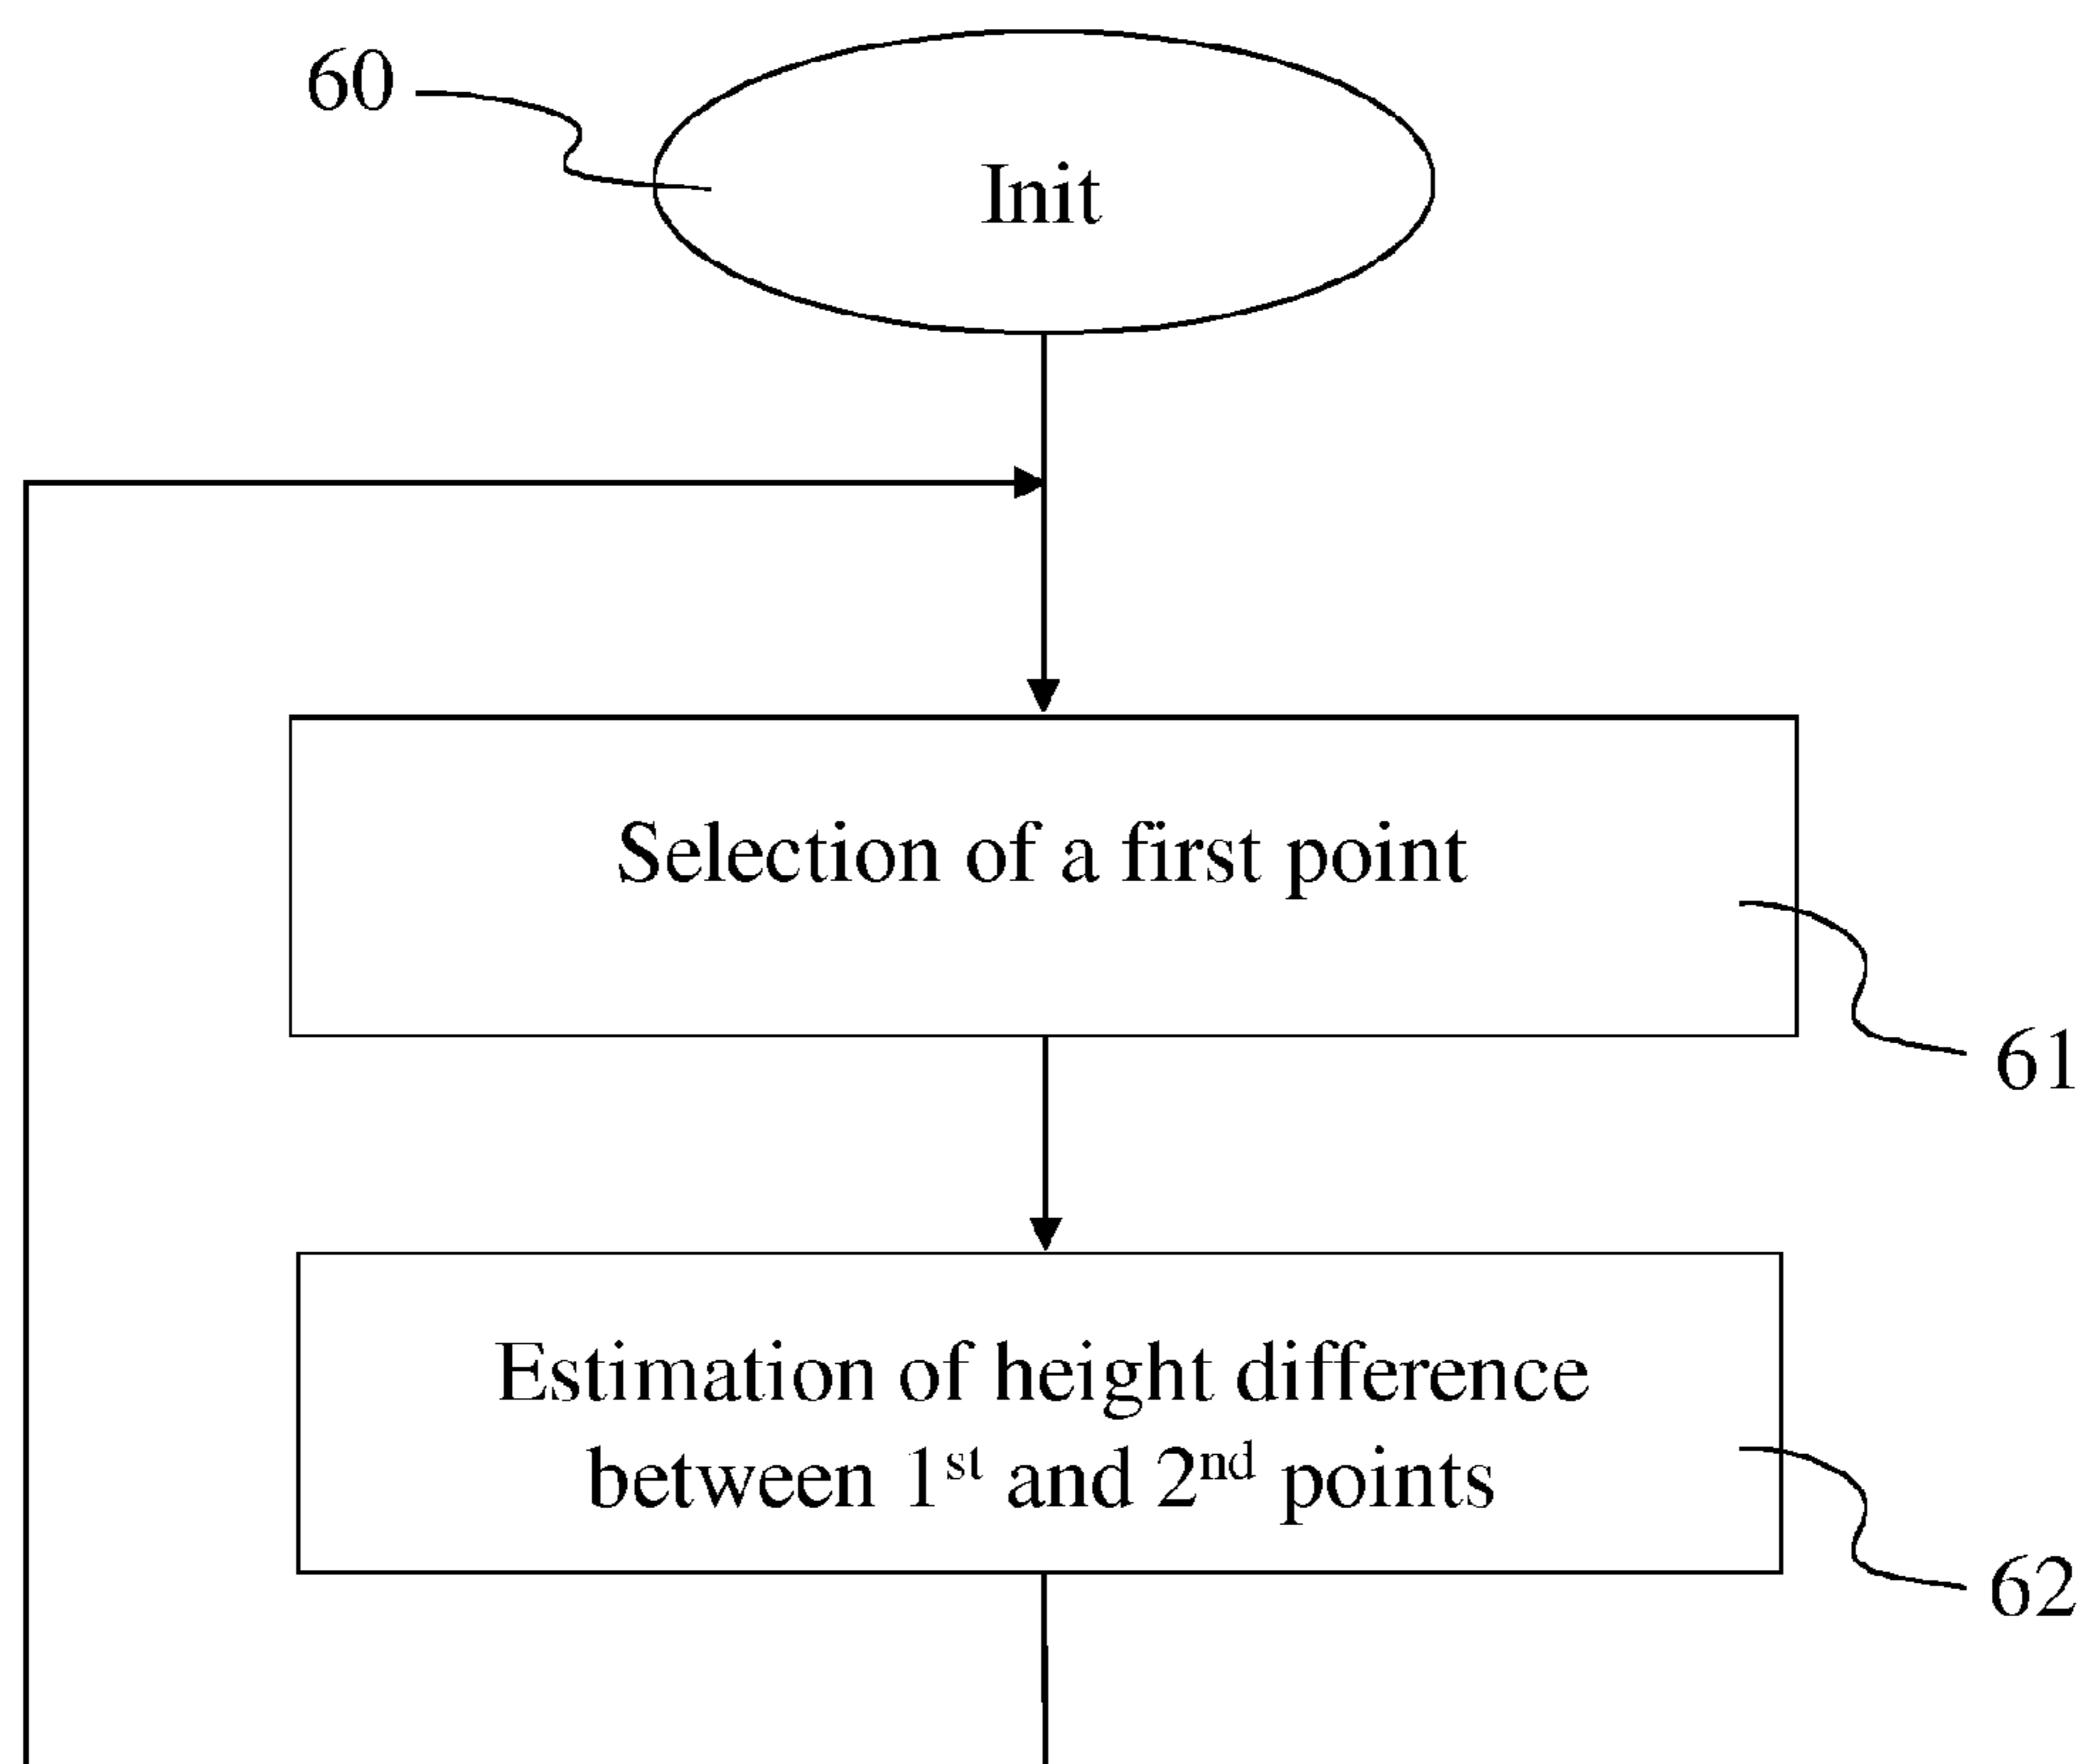 60
Init
Selection of a first point
61
Estimation of height difference
between 1st and 2nd points
62